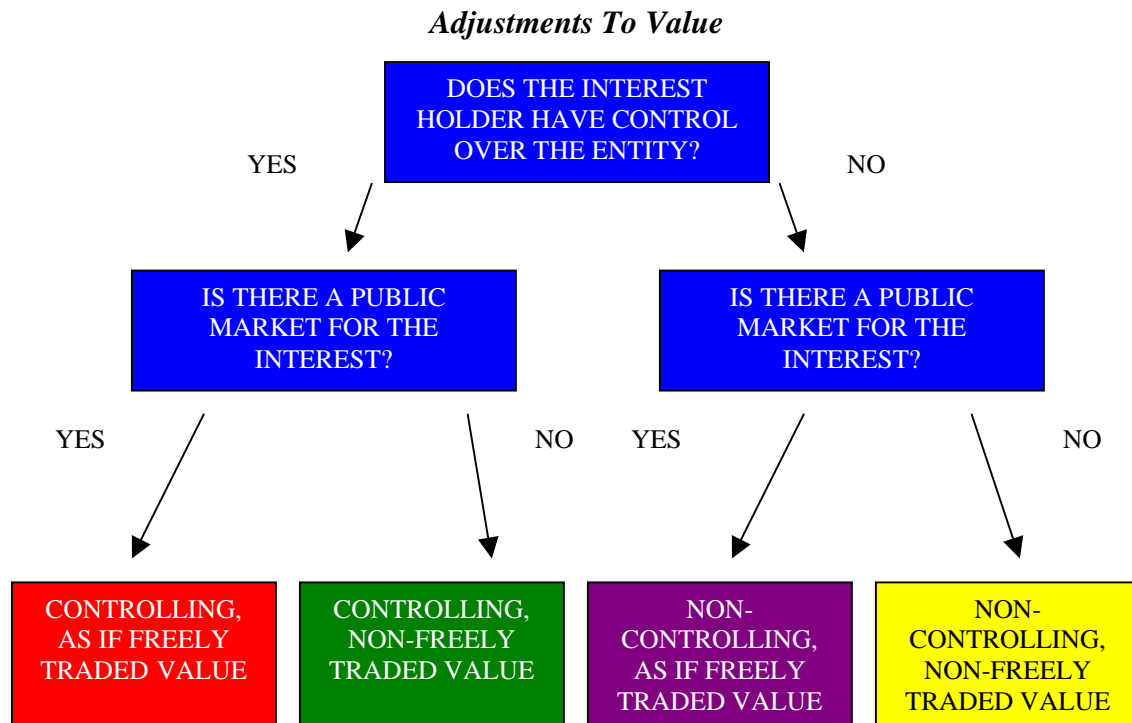 Adjustments To Value
DOES THE INTEREST
HOLDER HAVE CONTROL
OVER THE ENTITY?
YES
NO
IS THERE A PUBLIC
MARKET FOR THE
INTEREST?
IS THERE A PUBLIC
MARKET FOR THE
INTEREST?
YES
NO
YES
NO
CONTROLLING,
AS IF FREELY
TRADED VALUE
CONTROLLING,
NON-FREELY
TRADED VALUE
NON-
CONTROLLING,
AS IF FREELY
TRADED VALUE
NON-
CONTROLLING,
NON-FREELY
TRADED VALUE